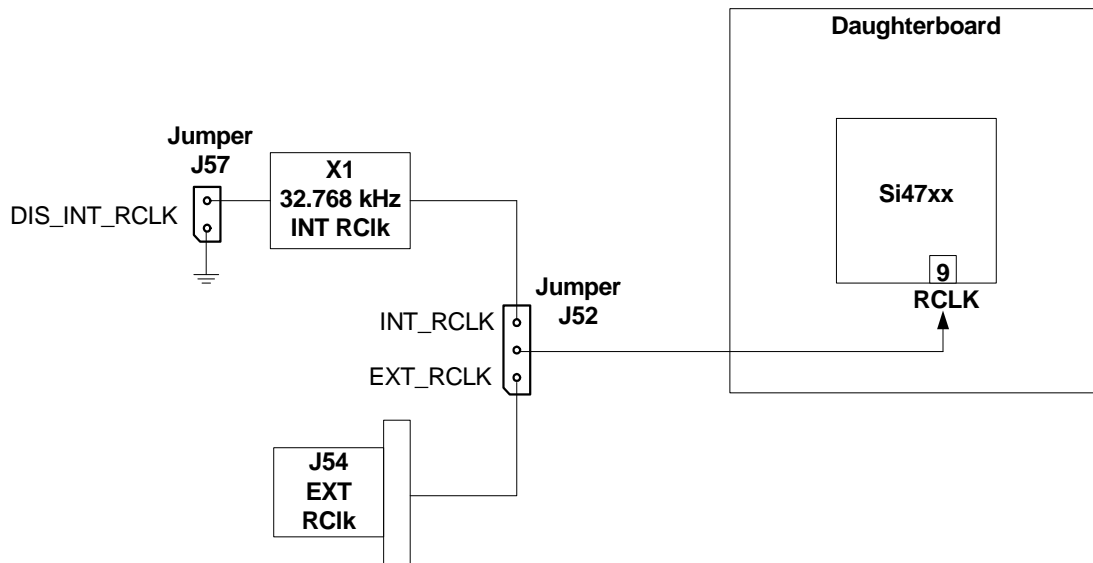 Daughterboard
Jumper
J57
X1
32.768 kHz
INT RClk
DIS_INT_RCLK
Si47xx
9
RCLK
Jumper
J52
INT_RCLK
EXT_RCLK
J54
EXT
RClk